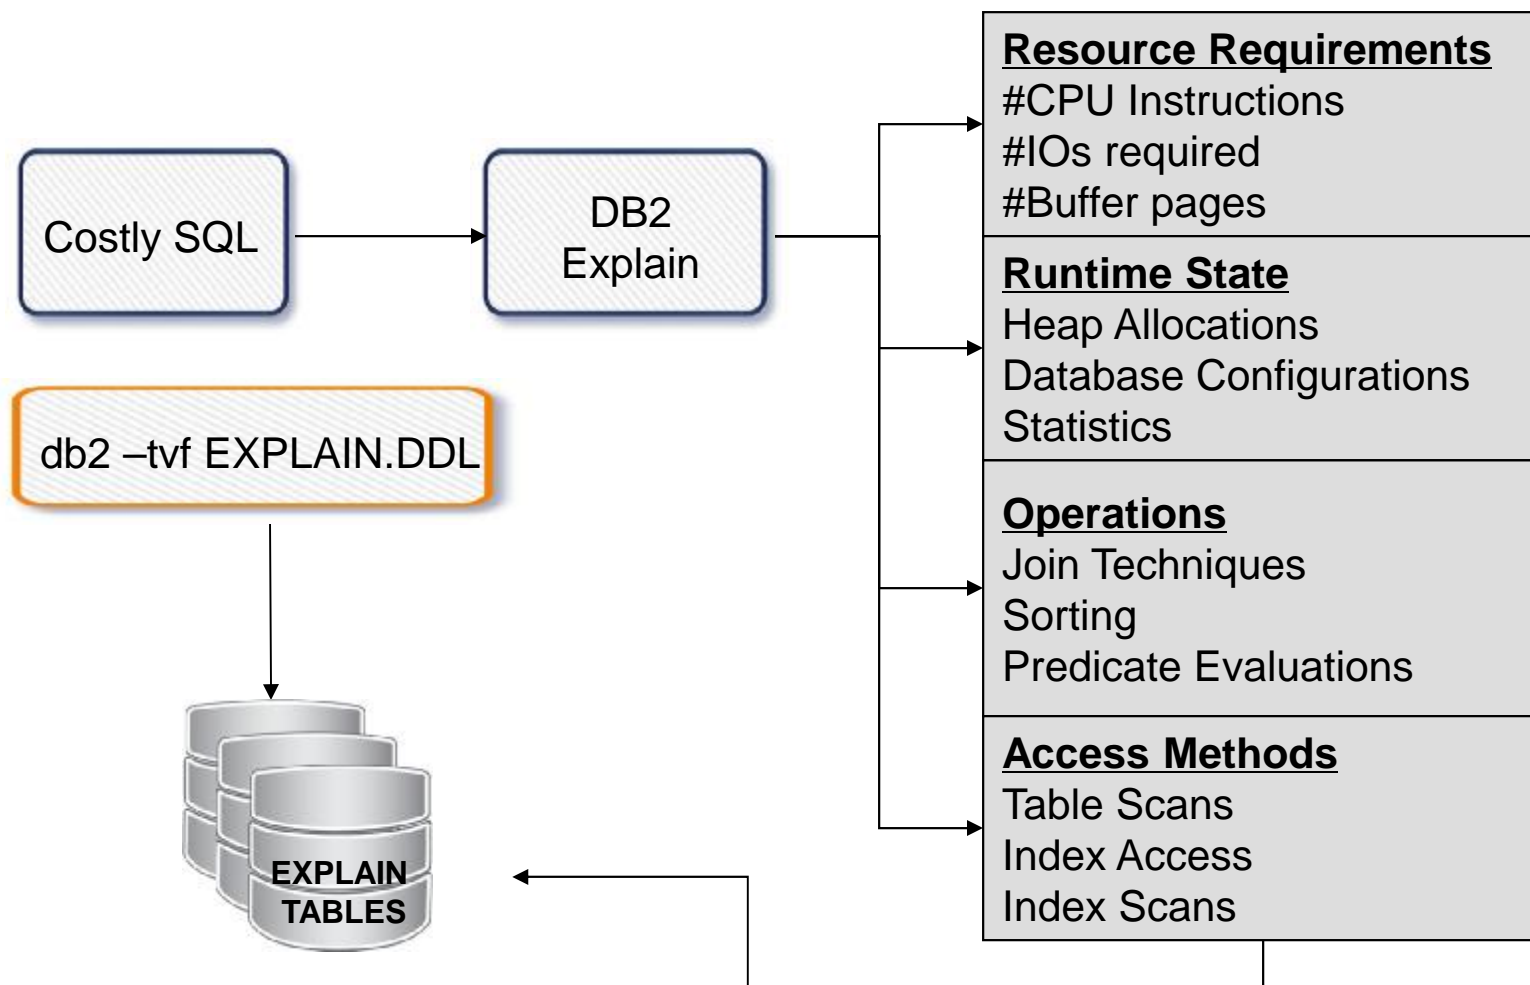 Costly SQL
DB2
Explain
db2 –tvf EXPLAIN.DDL
EXPLAIN
TABLES
Resource Requirements
#CPU Instructions
#IOs required
#Buffer pages
Runtime State
Heap Allocations
Database Configurations
Statistics
Operations
Join Techniques
Sorting
Predicate Evaluations
Access Methods
Table Scans
Index Access
Index Scans